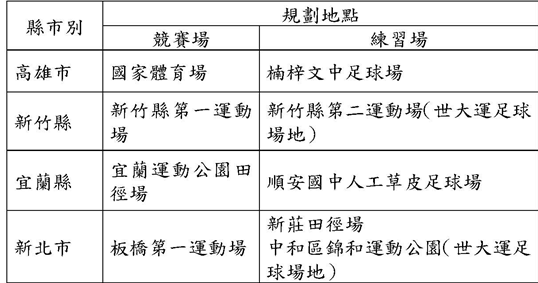 縣市別
規劃地點
競賽場
練習場
高雄市
國家體育場
楠梓文中足球場
新竹縣
新竹縣第一運動
場
新竹縣第二運動場(世大運足球
場地)
宜蘭縣
宜蘭運動公園田
徑場
順安國中人工草皮足球場
新北市
板橋第一運動場
新莊田徑場
中和區錦和運動公園(世大運足
球場地)